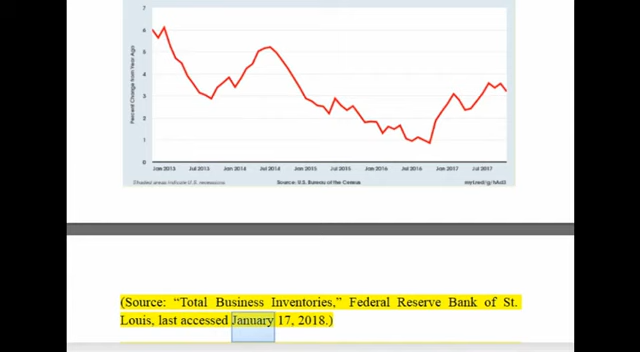 7
6
5
4
3
2
1
0
Percent Change from Year Ago
Jan 2013 Jul 2013 Jan 2014 Jul 2014 Jan 2015 Jul 2015 Jan 2016 Jul 2016 Jan 2017 Jul 2017
Shaded areas indicate U.S. recessions. Source: U.S. Bureau of the Census
(Source: “Total Business Inventories,” Federal Reserve Bank of St.
Louis, last accessed January 17, 2018.)